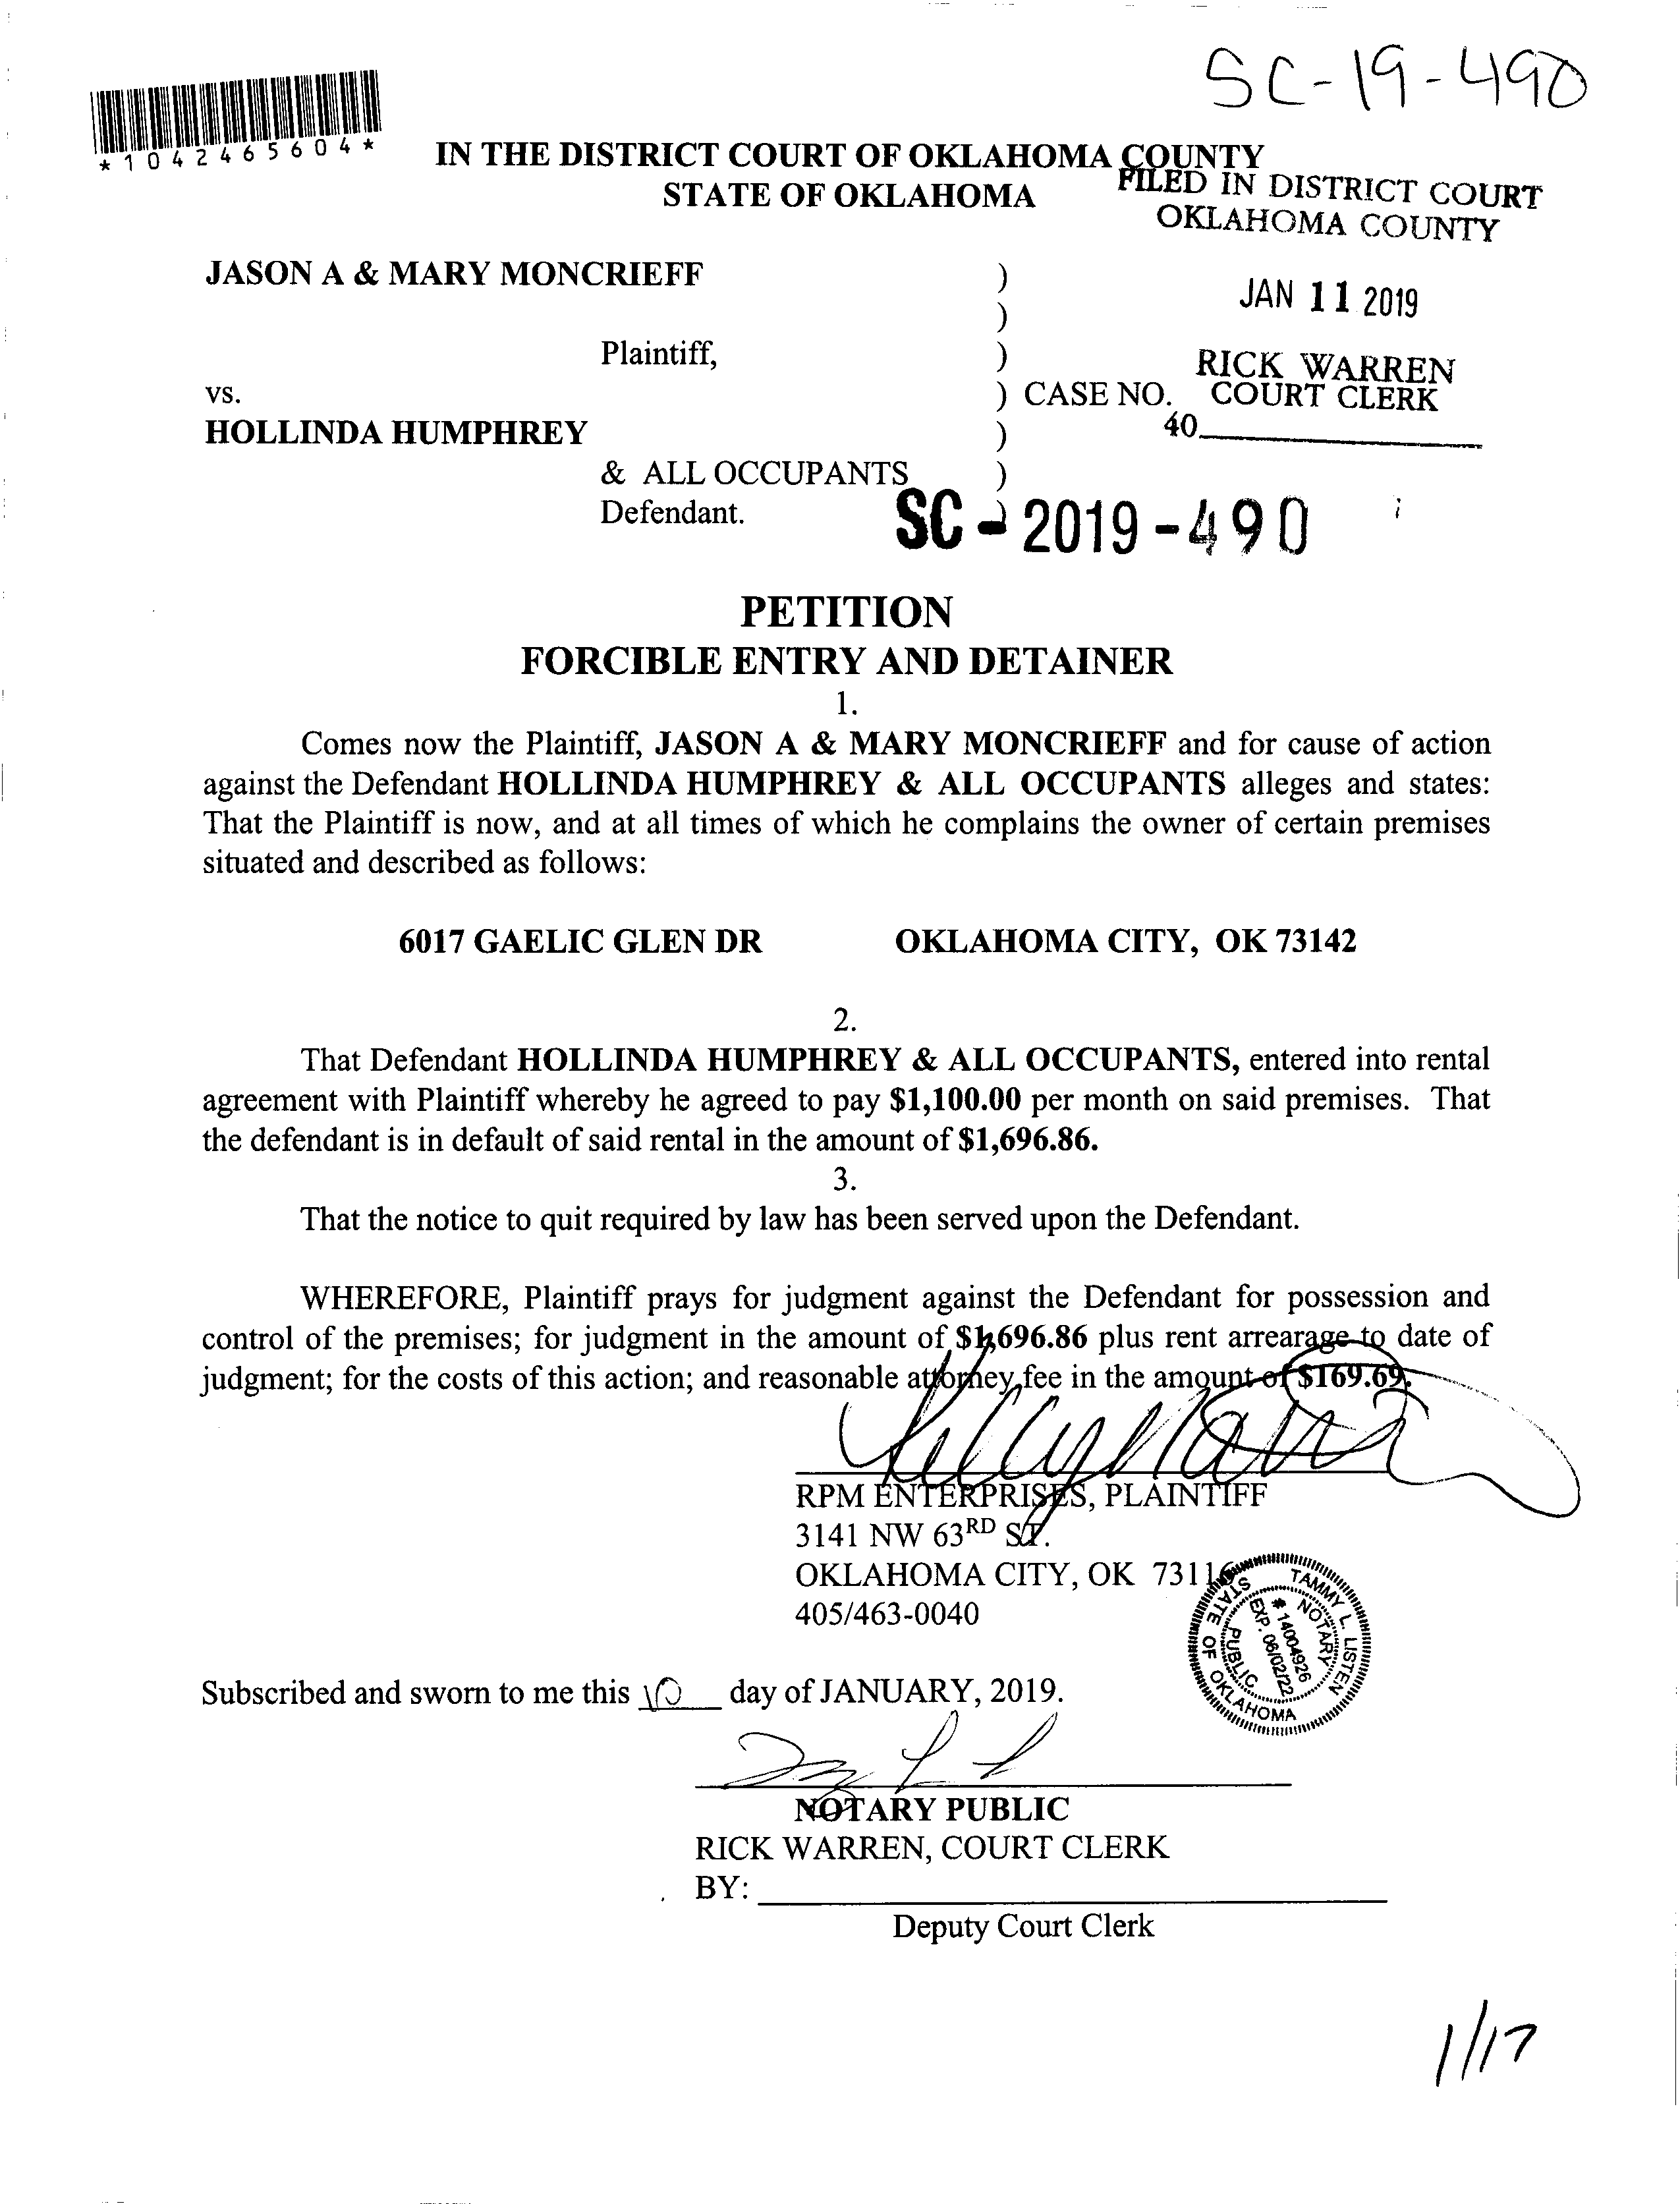 SC-19-490
*1042465604*
IN THE DISTRICT COURT OF OKLAHOMA COUNTY
STATE OF OKLAHOMA
FILED IN DISTRICT COURT
OKLAHOMA COUNTY
JASON A & MARY MONCRIEFF )
)
JAN 11 2019
Plaintiff, )
RICK WARREN
vs. ) CASE NO. COURT CLERK
HOLLINDA HUMPHREY ) 40
& ALL OCCUPANTS )
Defendant. )
SC - 2019 - 490
PETITION
FORCIBLE ENTRY AND DETAINER
1.
Comes now the Plaintiff, JASON A & MARY MONCRIEFF and for cause of action
against the Defendant HOLLINDA HUMPHREY & ALL OCCUPANTS alleges and states:
That the Plaintiff is now, and at all times of which he complains the owner of certain premises
situated and described as follows:
6017 GAELIC GLEN DR OKLAHOMA CITY, OK 73142
2.
That Defendant HOLLINDA HUMPHREY & ALL OCCUPANTS, entered into rental
agreement with Plaintiff whereby he agreed to pay $1,100.00 per month on said premises. That
the defendant is in default of said rental in the amount of $1,696.86.
3.
That the notice to quit required by law has been served upon the Defendant.
WHEREFORE, Plaintiff prays for judgment against the Defendant for possession and
control of the premises; for judgment in the amount of $1,696.86 plus rent arrearage to date of
judgment; for the costs of this action; and reasonable attorney fee in the amount of $169.69.
RPM ENTERPRISES, PLAINTIFF
3141 NW 63RD ST.
OKLAHOMA CITY, OK 73116
405/463-0040
TAMMY L. LISTEN
NOTARY
# 14004926
EXP. 06/02/22
PUBLIC
STATE OF OKLAHOMA
Subscribed and sworn to me this 10 day of JANUARY, 2019.
NOTARY PUBLIC
RICK WARREN, COURT CLERK
BY:
Deputy Court Clerk
1/17